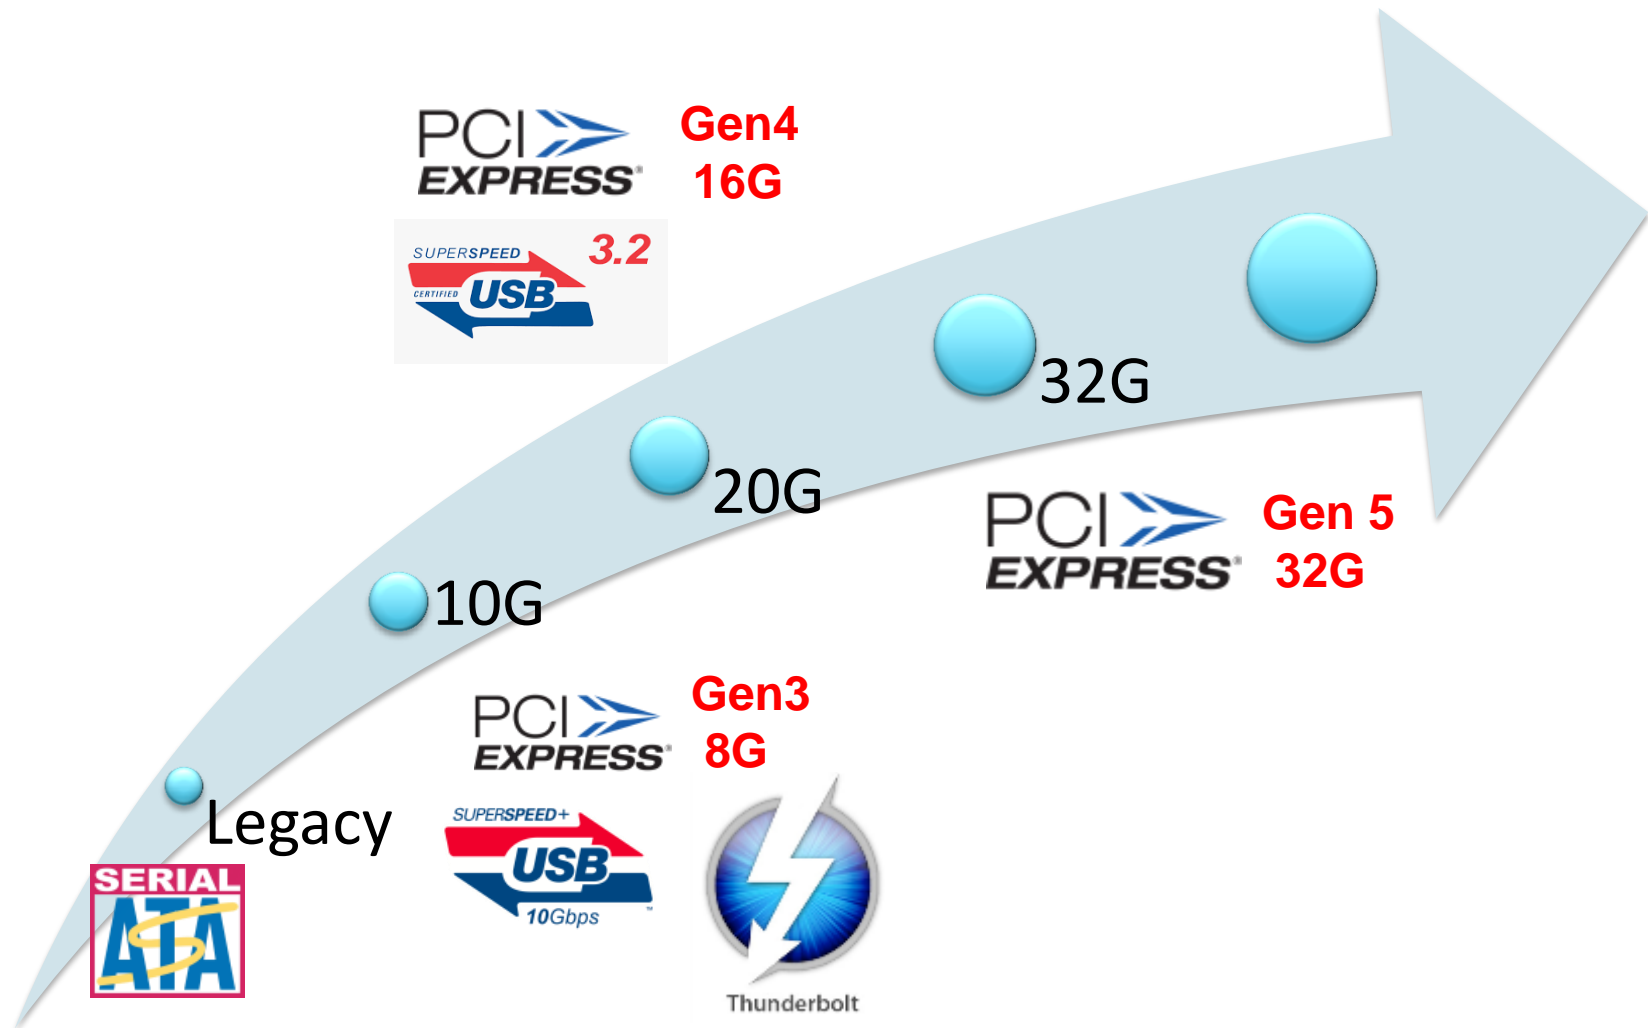 PCI
EXPRESS®
Gen4
16G
SUPERSPEED
3.2
CERTIFIED
USB
32G
20G
PCI
EXPRESS®
Gen 5
32G
10G
PCI
EXPRESS®
Gen3
8G
Legacy
SUPERSPEED+
USB
10Gbps
™
SERIAL
ATA
Thunderbolt